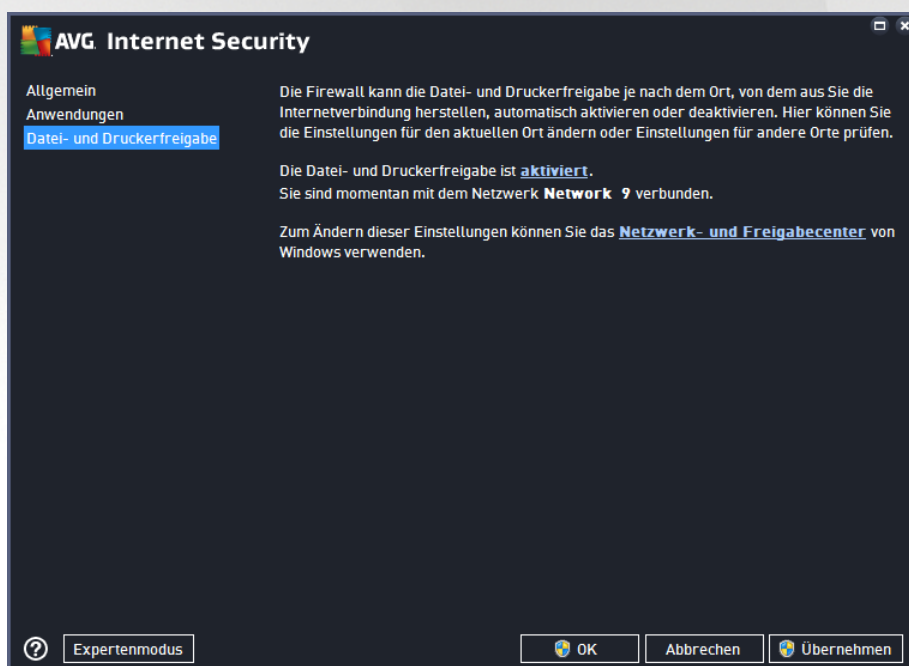 AVG. Internet Security
Allgemein
Anwendungen
Datei- und Druckerfreigabe
Die Firewall kann die Datei- und Druckerfreigabe je nach dem Ort, von dem aus Sie die
Internetverbindung herstellen, automatisch aktivieren oder deaktivieren. Hier können Sie
die Einstellungen für den aktuellen Ort ändern oder Einstellungen für andere Orte prüfen.
Die Datei- und Druckerfreigabe ist aktiviert.
Sie sind momentan mit dem Netzwerk Network 9 verbunden.
Zum Ändern dieser Einstellungen können Sie das Netzwerk- und Freigabecenter von
Windows verwenden.
? Expertenmodus OK Abbrechen Übernehmen